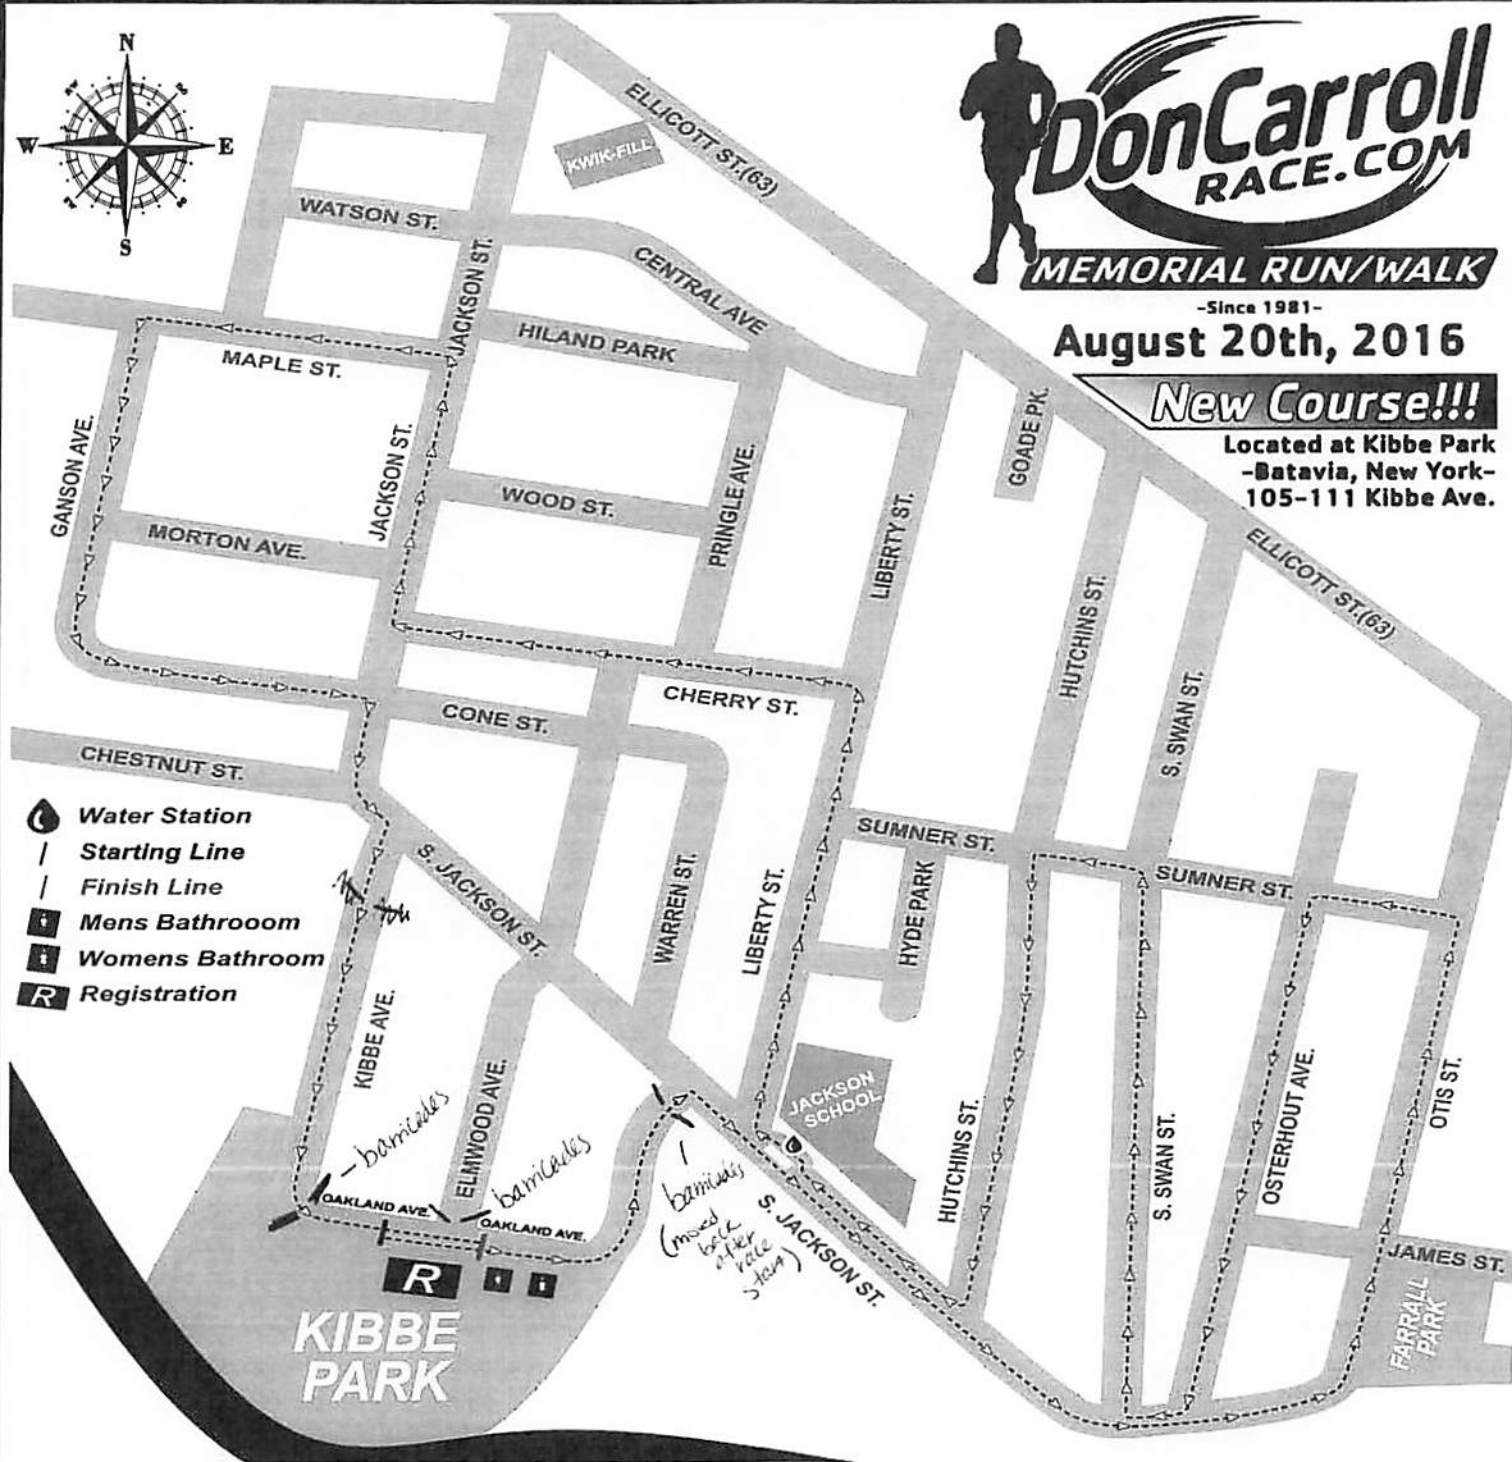 N
W
E
S
DonCarroll
RACE.COM
MEMORIAL RUN/WALK
-Since 1981-
August 20th, 2016
New Course!!!
Located at Kibbe Park
-Batavia, New York-
105-111 Kibbe Ave.
ELLICOTT ST.(63)
KWIK-FILL
WATSON ST.
JACKSON ST.
CENTRAL AVE
HILAND PARK
MAPLE ST.
GANSON AVE.
JACKSON ST.
GOADE PK.
WOOD ST.
PRINGLE AVE.
LIBERTY ST.
MORTON AVE.
ELLICOTT ST.(63)
HUTCHINS ST.
S. SWAN ST.
CHERRY ST.
CONE ST.
CHESTNUT ST.
Water Station
Starting Line
Finish Line
Mens Bathrooom
Womens Bathroom
R Registration
SUMNER ST.
SUMNER ST.
S. JACKSON ST.
WARREN ST.
LIBERTY ST.
HYDE PARK
KIBBE AVE.
ELMWOOD AVE.
JACKSON
SCHOOL
HUTCHINS ST.
S. SWAN ST.
OSTERHOUT AVE.
OTIS ST.
barricades
barricades
barricades
(moved
back
after
race
start)
OAKLAND AVE.
OAKLAND AVE.
S. JACKSON ST.
JAMES ST.
FARRALL
PARK
R
KIBBE
PARK